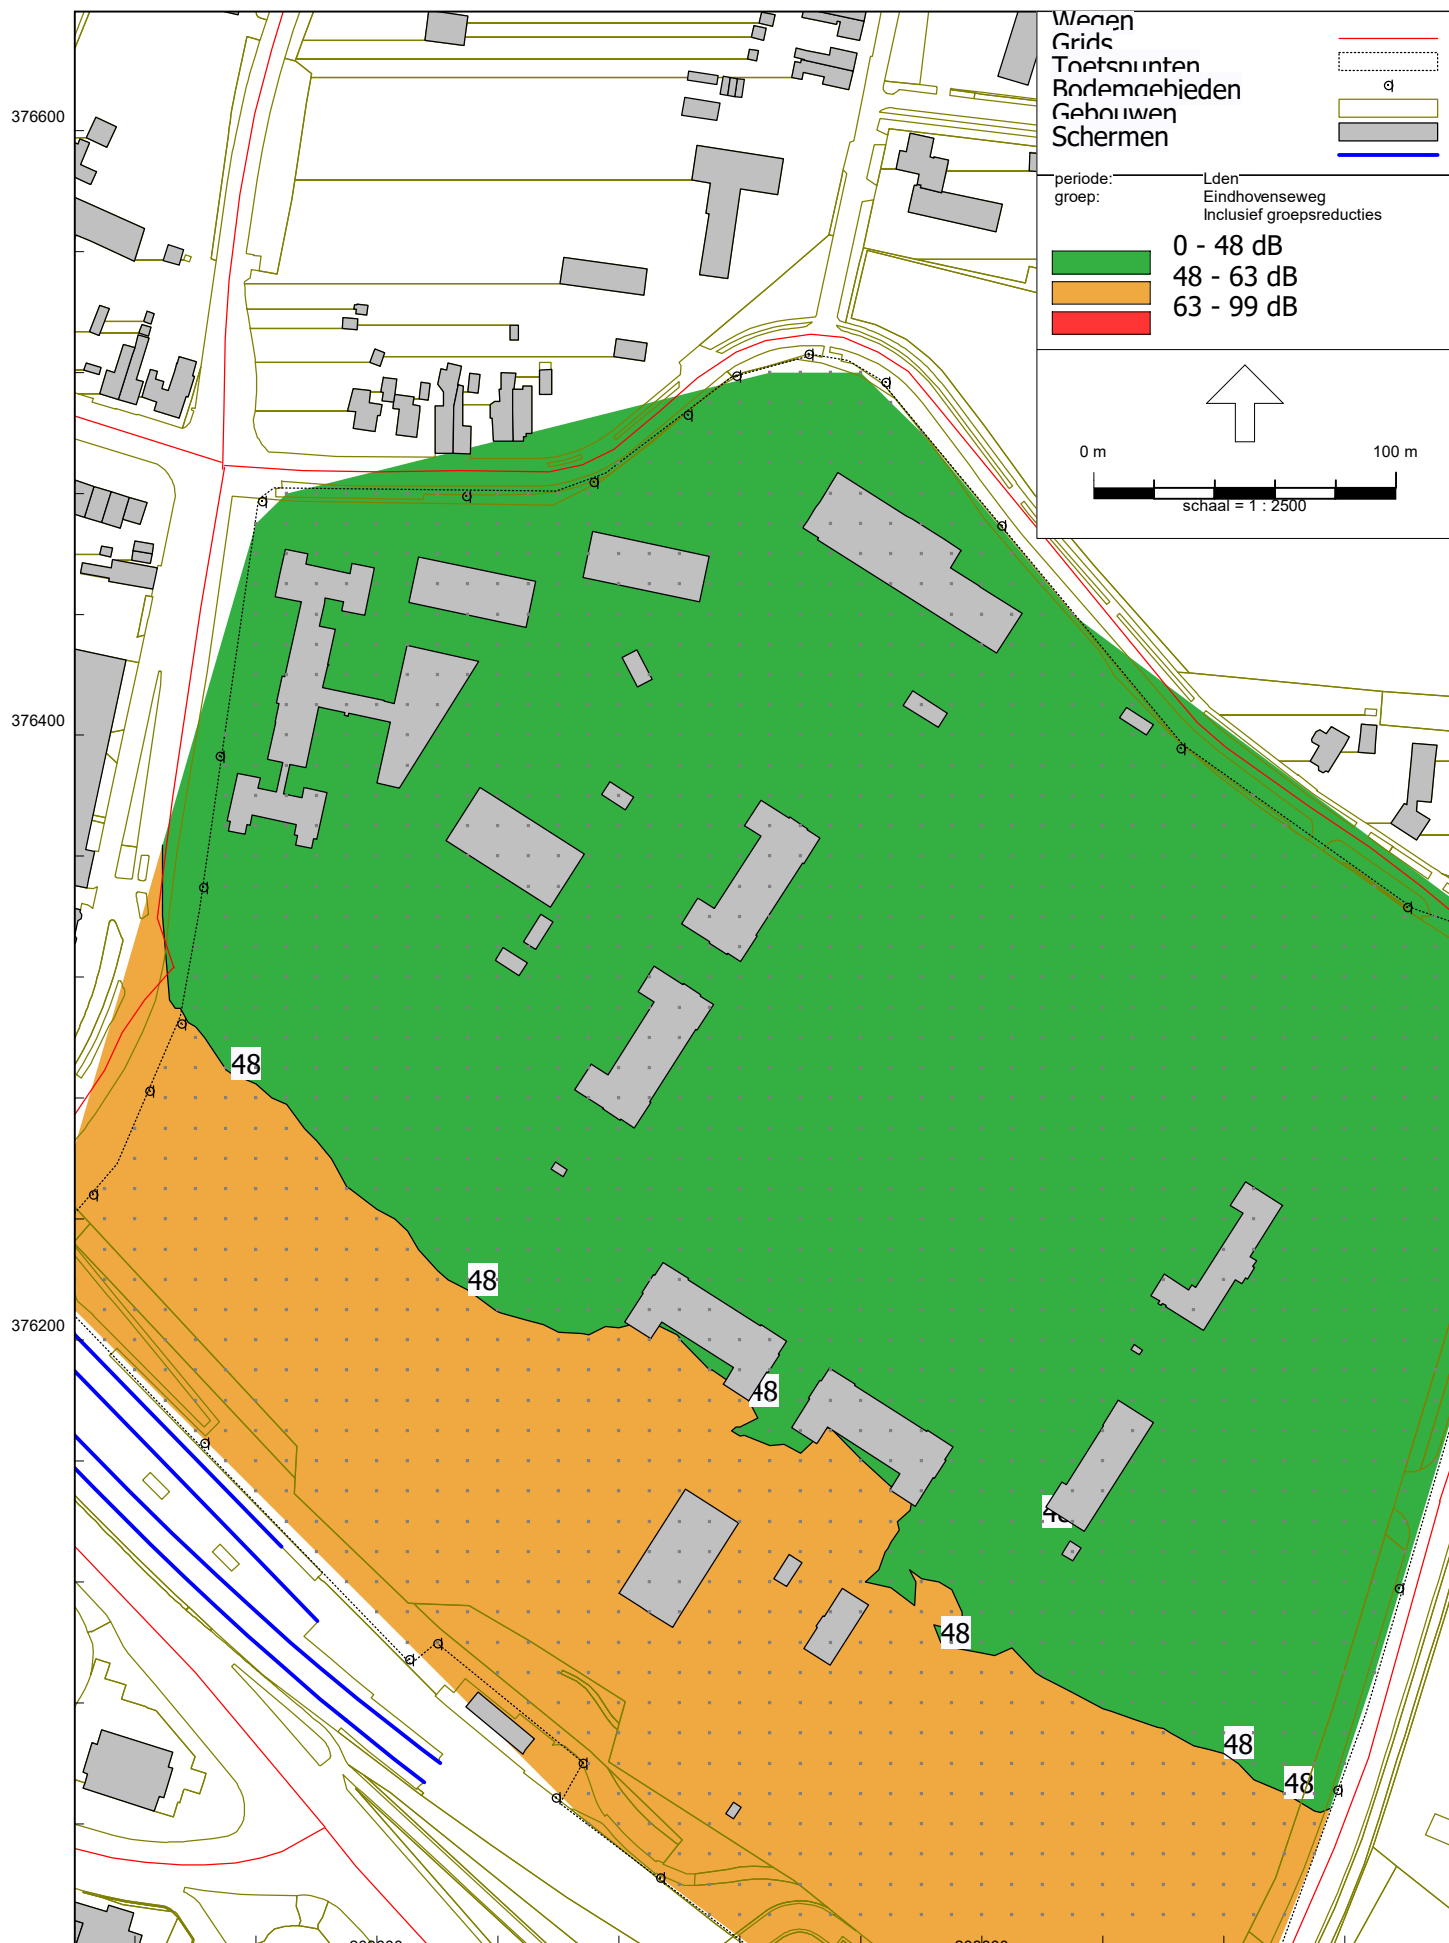 Wegen
Grids
Toetspunten
Bodemgebieden
Gebouwen
Schermen
periode: Lden
groep: Eindhovenseweg
Inclusief groepsreducties
0 - 48 dB
48 - 63 dB
63 - 99 dB
0 m 100 m
schaal = 1 : 2500
376600
376400
376200
48
48
48
48
48
48